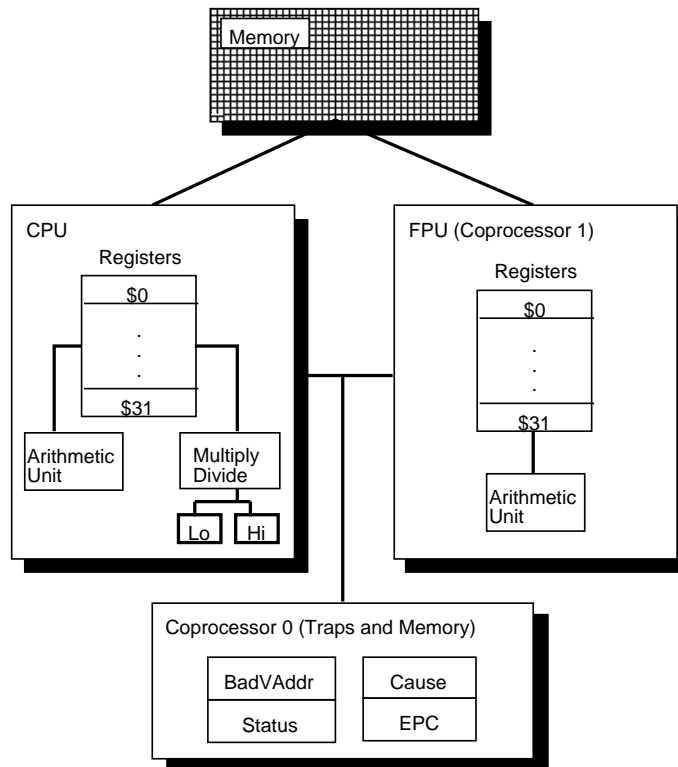 Memory
CPU
Registers
$0
.
.
.
$31
Arithmetic
Unit
Multiply
Divide
Lo
Hi
FPU (Coprocessor 1)
Registers
$0
.
.
.
$31
Arithmetic
Unit
Coprocessor 0 (Traps and Memory)
BadVAddr
Cause
Status
EPC